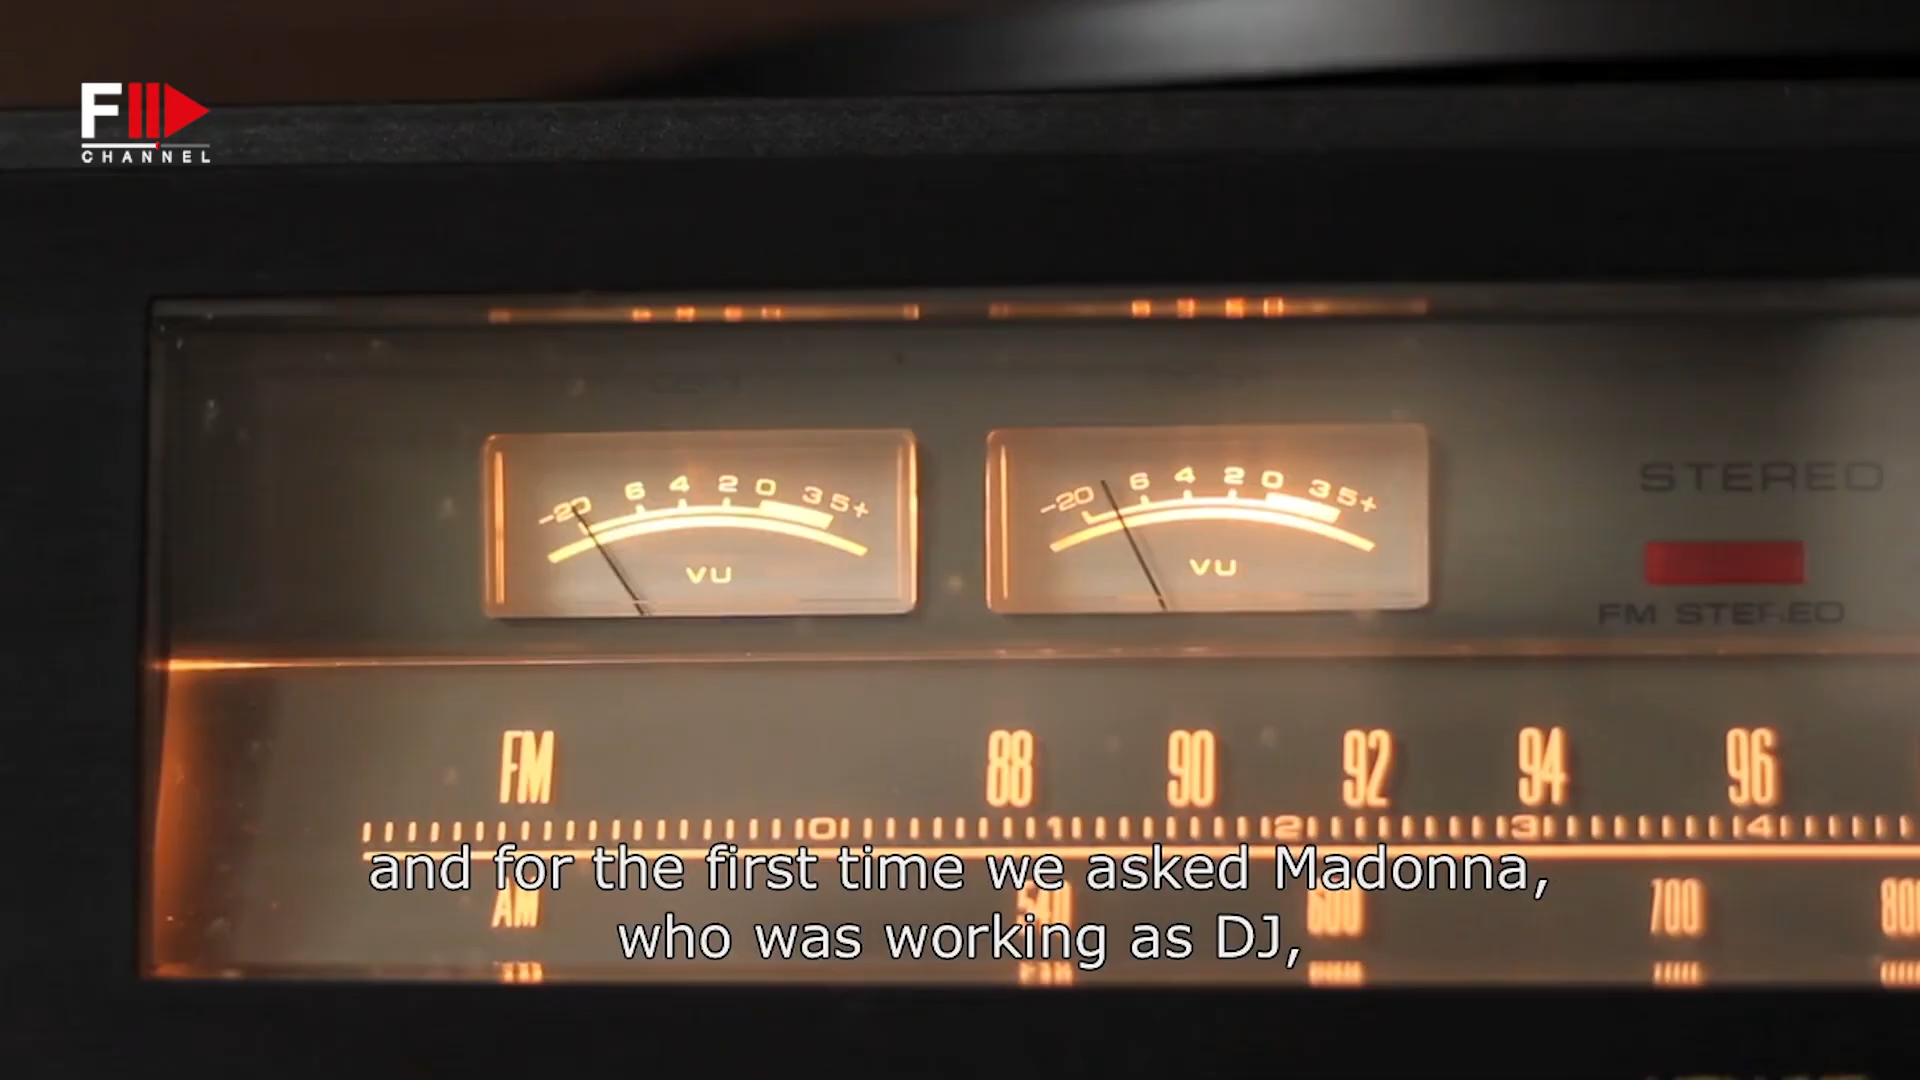 F
CHANNEL
-20 6 4 2 0 3 5+
VU
-20 6 4 2 0 3 5+
VU
STEREO
FM STEREO
FM 88 90 92 94 96
0 1 2 3 4
and for the first time we asked Madonna,
AM 540 600 700 800
who was working as DJ,